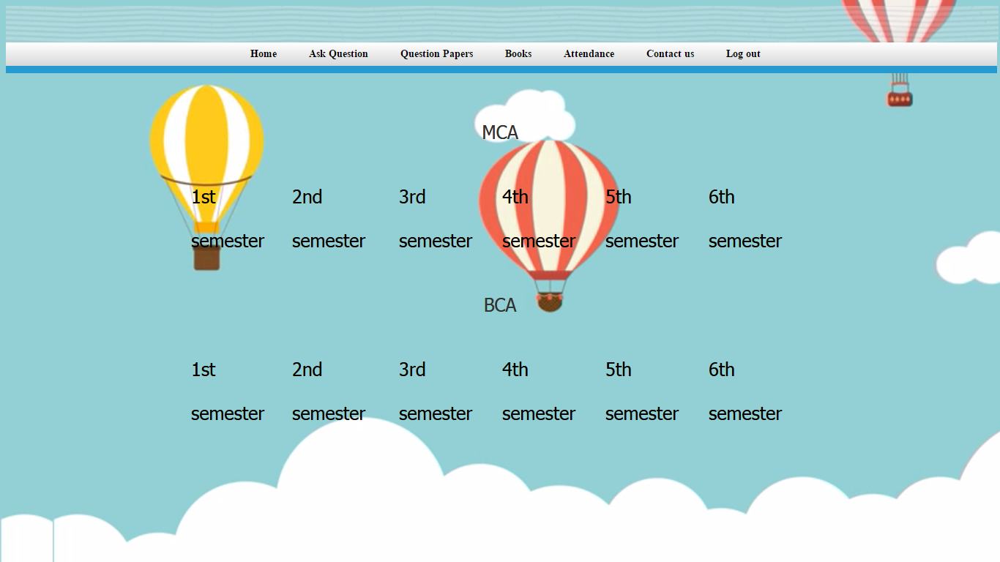 Home Ask Question Question Papers Books Attendance Contact us Log out
MCA
1st 2nd 3rd 4th 5th 6th
semester semester semester semester semester semester
BCA
1st 2nd 3rd 4th 5th 6th
semester semester semester semester semester semester